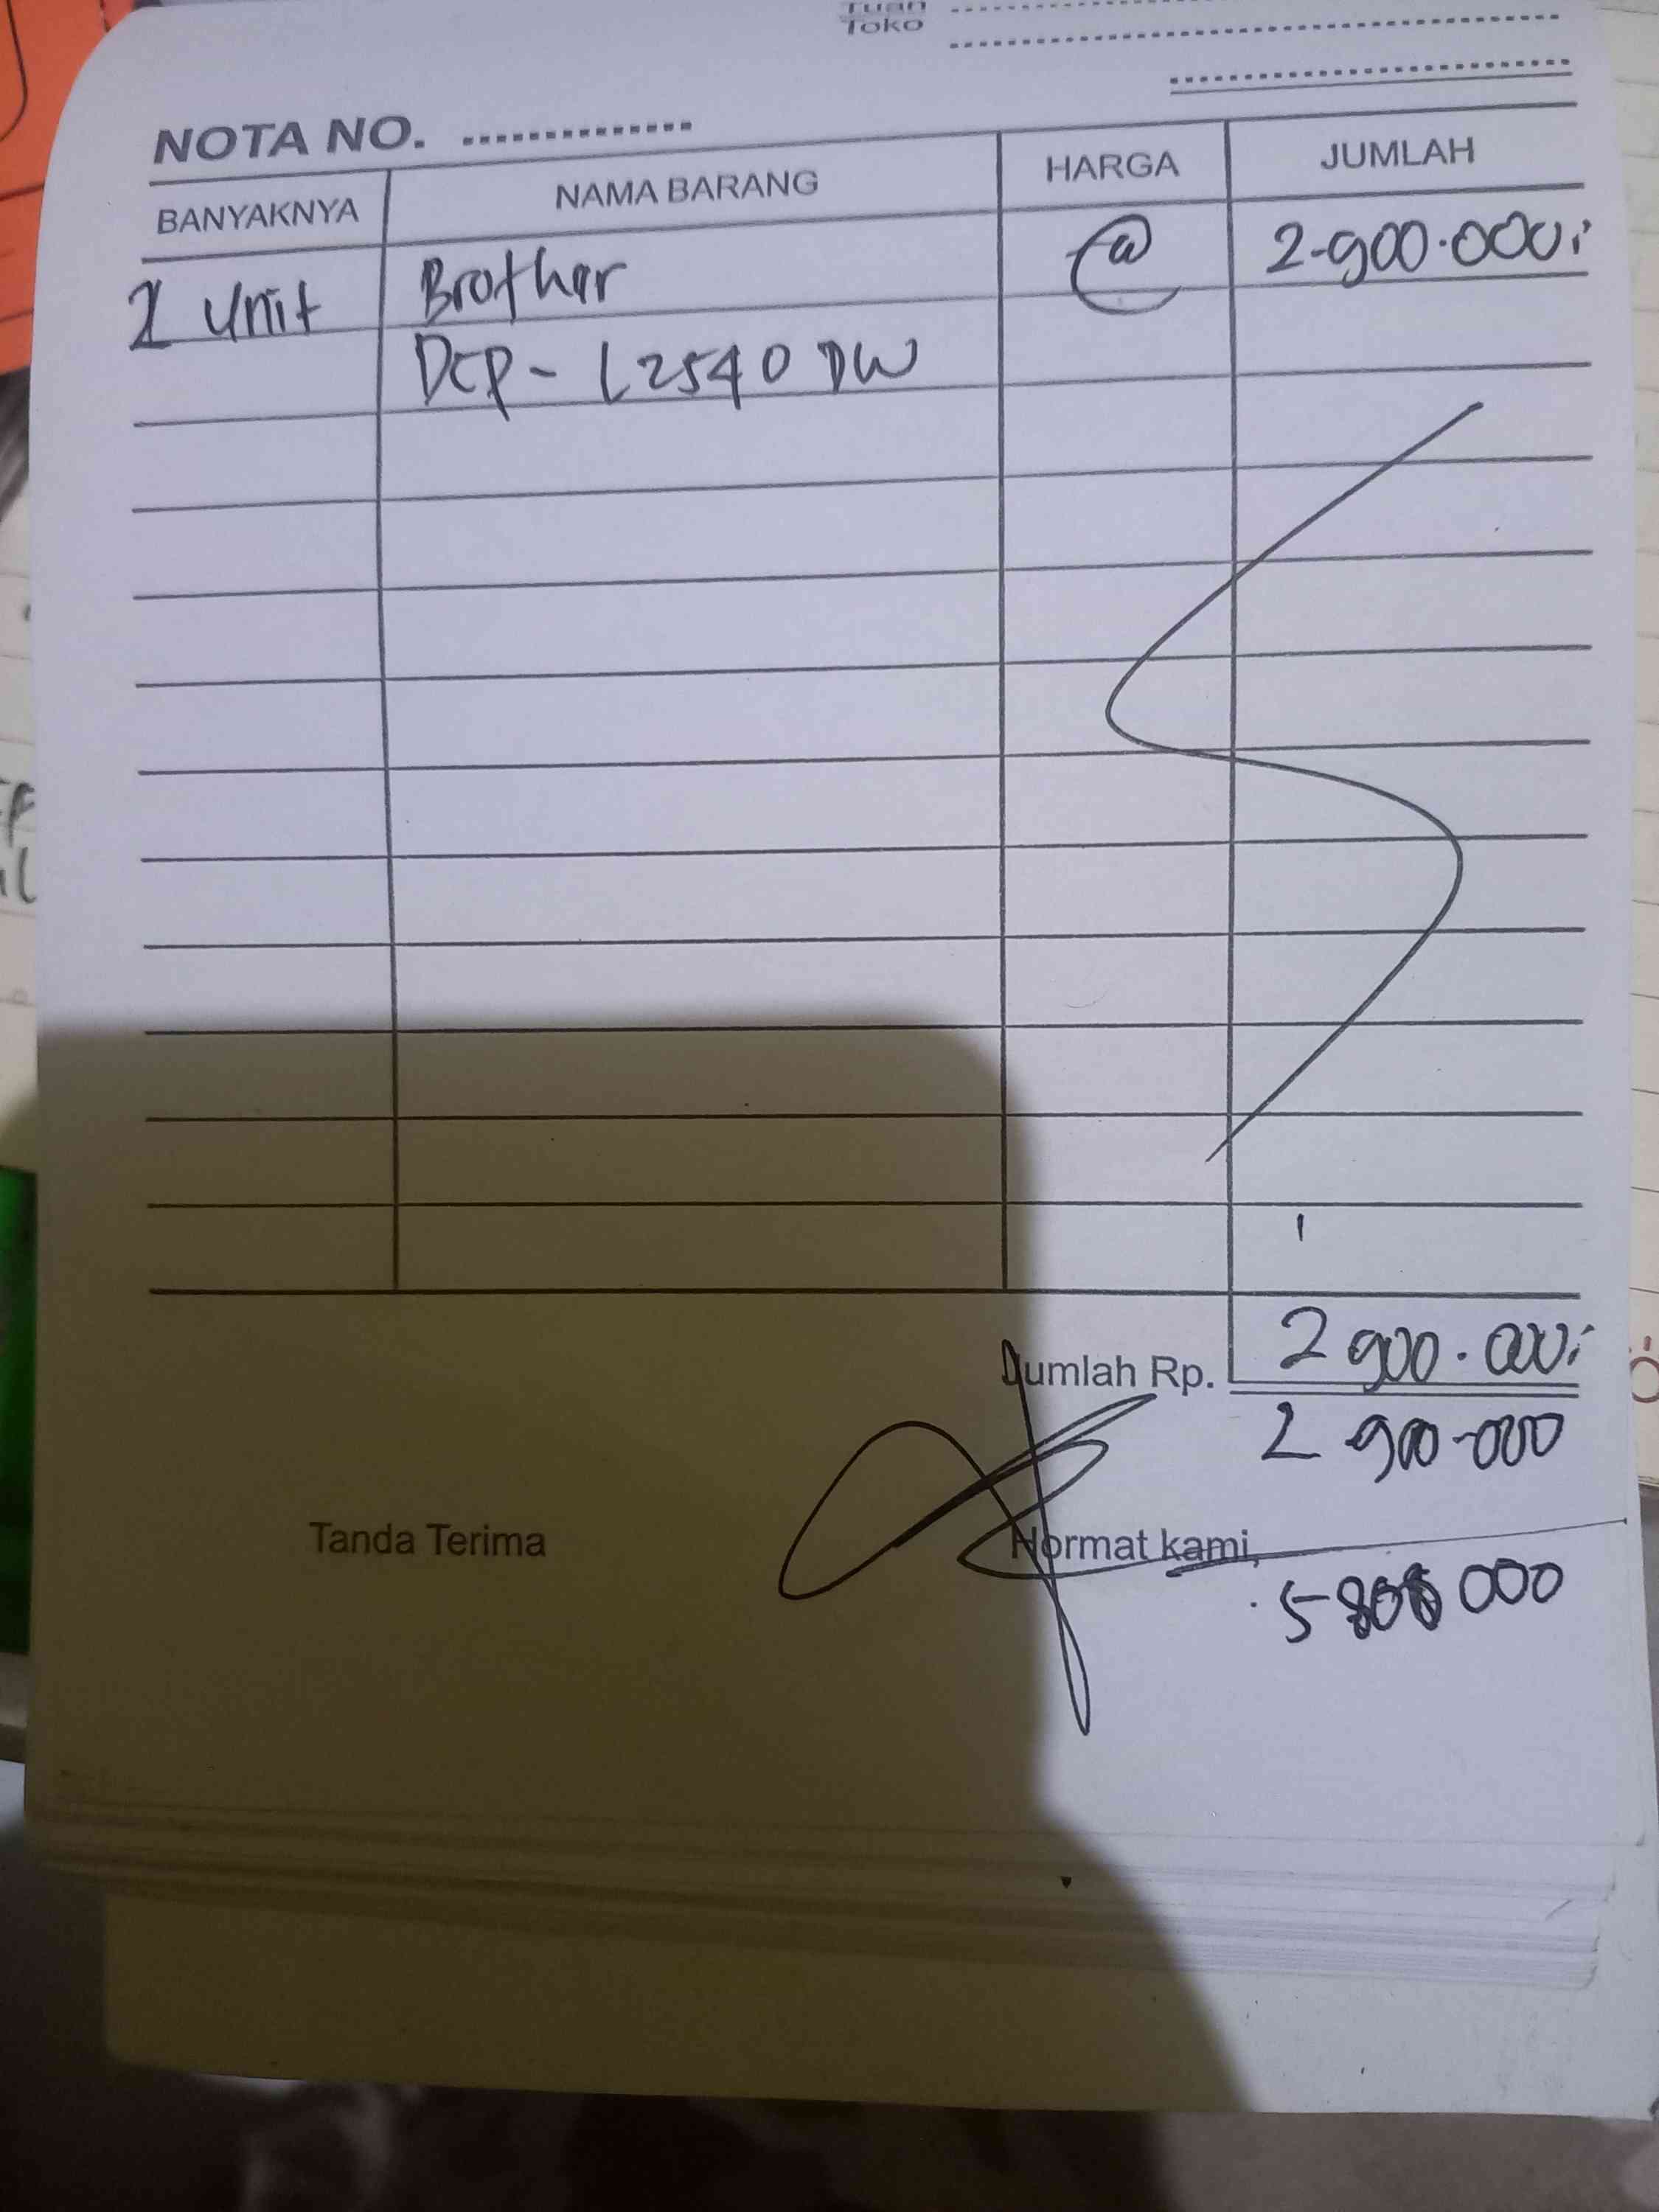 Tuan
Toko
NOTA NO.
BANYAKNYA NAMA BARANG HARGA JUMLAH
2 Unit Brother @ 2.900.000,-
DCP - L2540 DW
Jumlah Rp. 2 900.000,-
2 900.000
Tanda Terima Hormat kami,
5 800 000